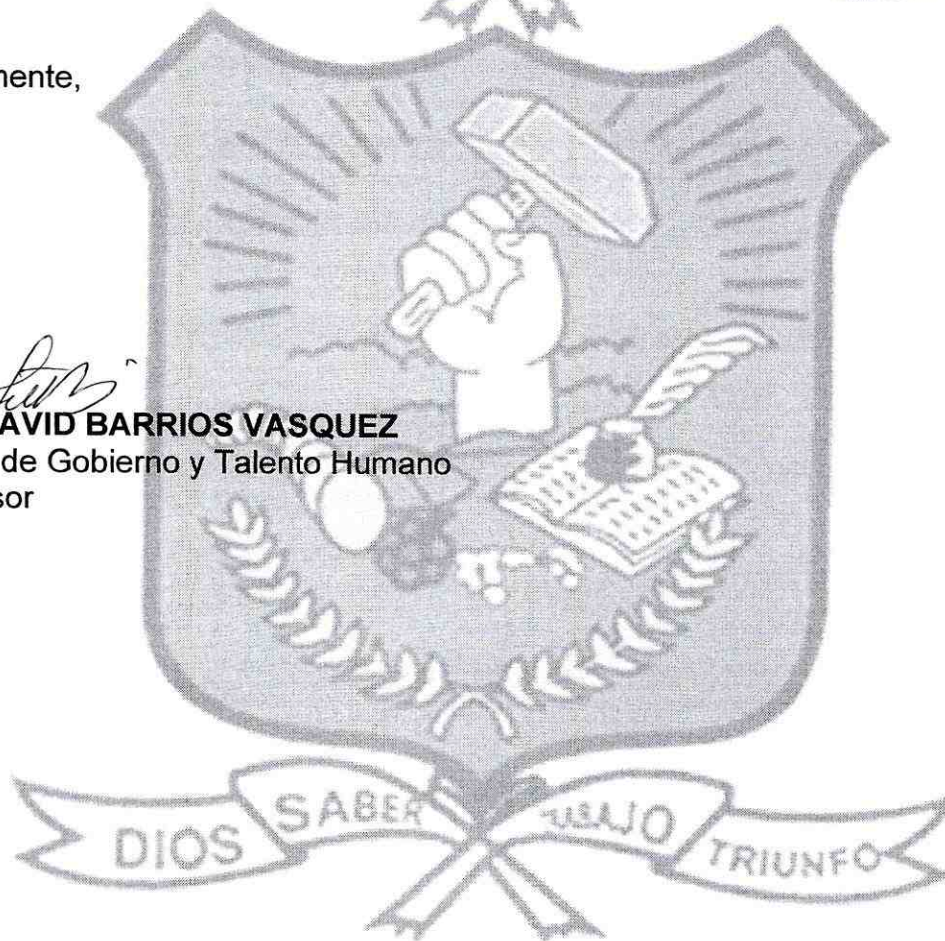 mente,
AVID BARRIOS VASQUEZ
de Gobierno y Talento Humano
sor
DIOS SABER TRIUNFO